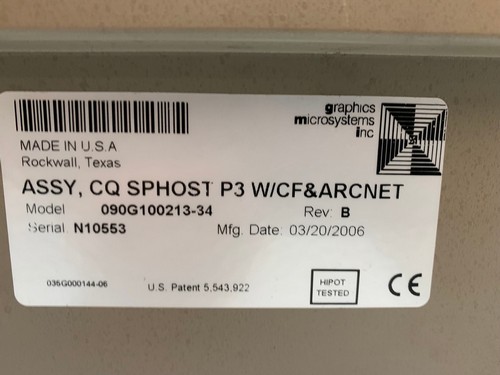 graphics
microsystems
inc
MADE IN U.S.A
Rockwall, Texas
ASSY, CQ SPHOST P3 W/CF&ARCNET
Model 090G100213-34 Rev: B
Serial N10553 Mfg. Date: 03/20/2006
035G000144-06 U.S. Patent 5,543,922
HIPOT
TESTED
CE